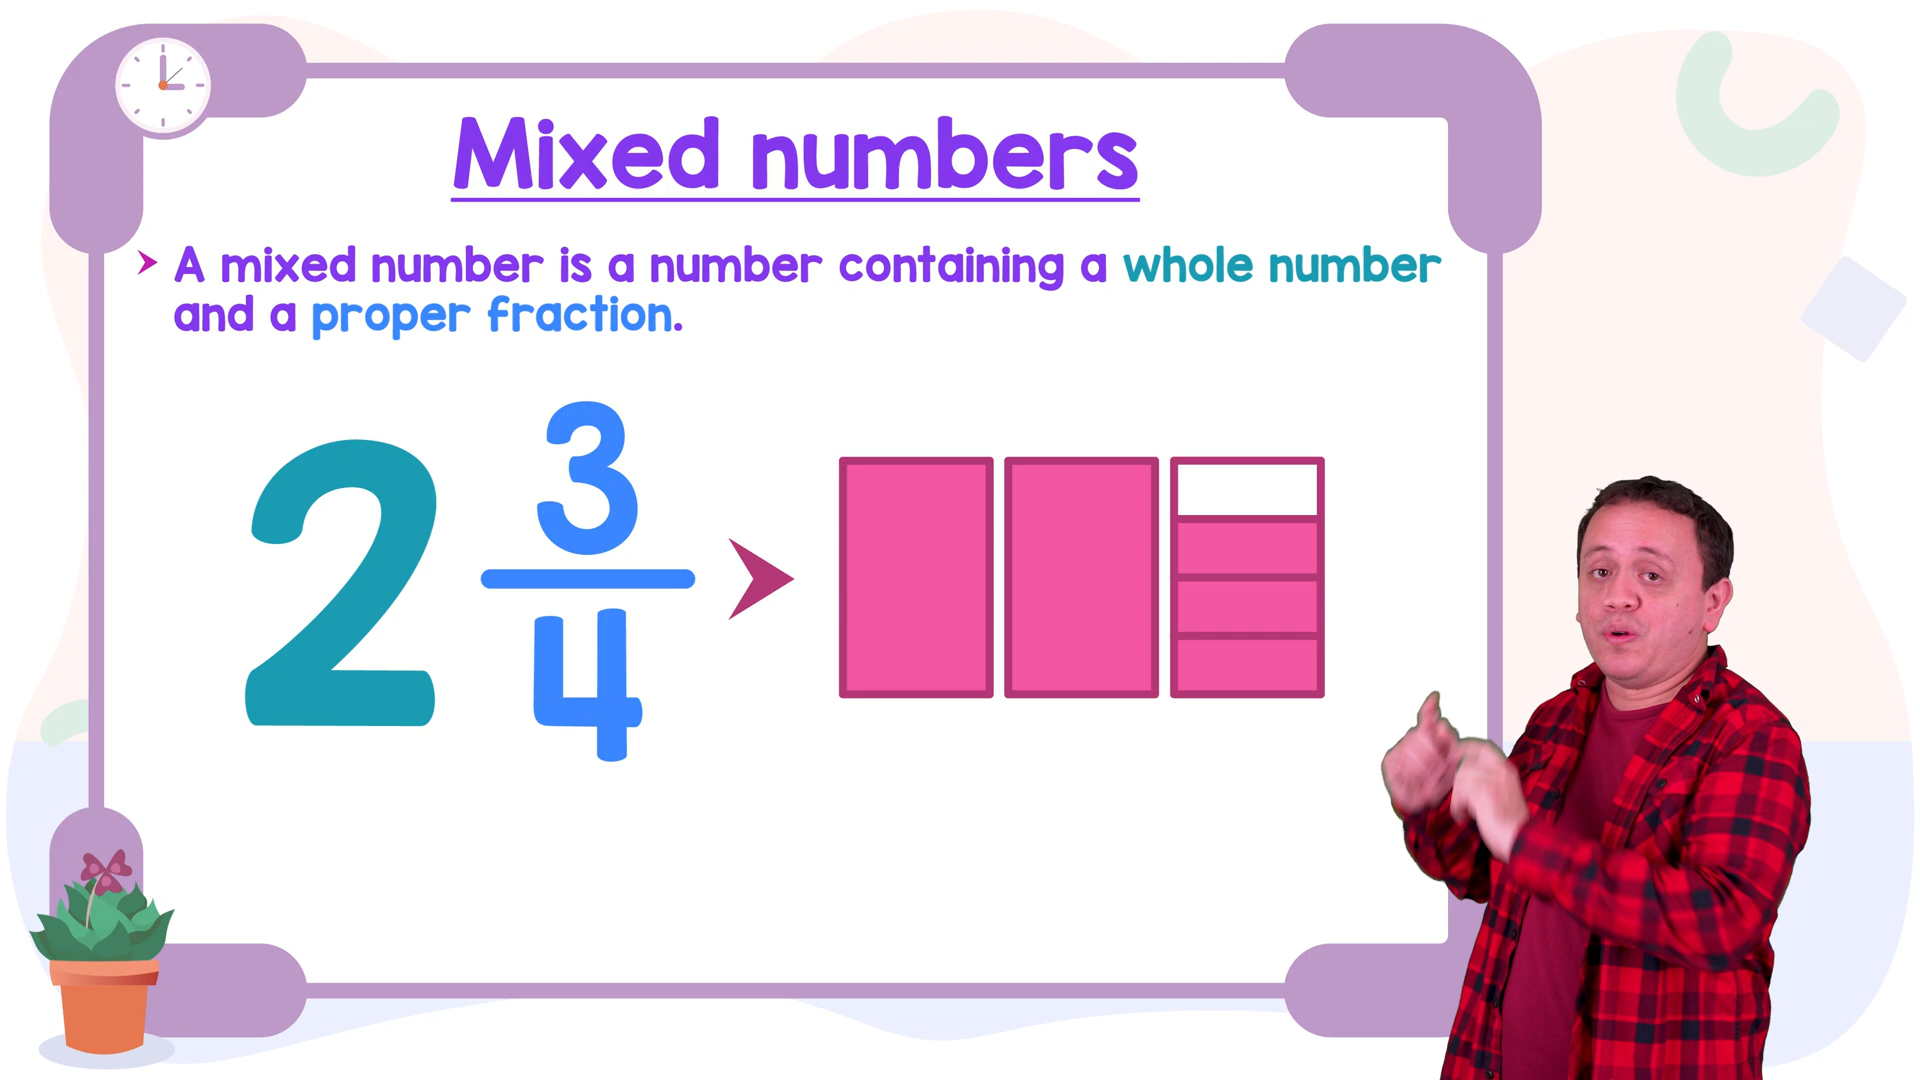 Mixed numbers
A mixed number is a number containing a whole number
and a proper fraction.
2 3/4